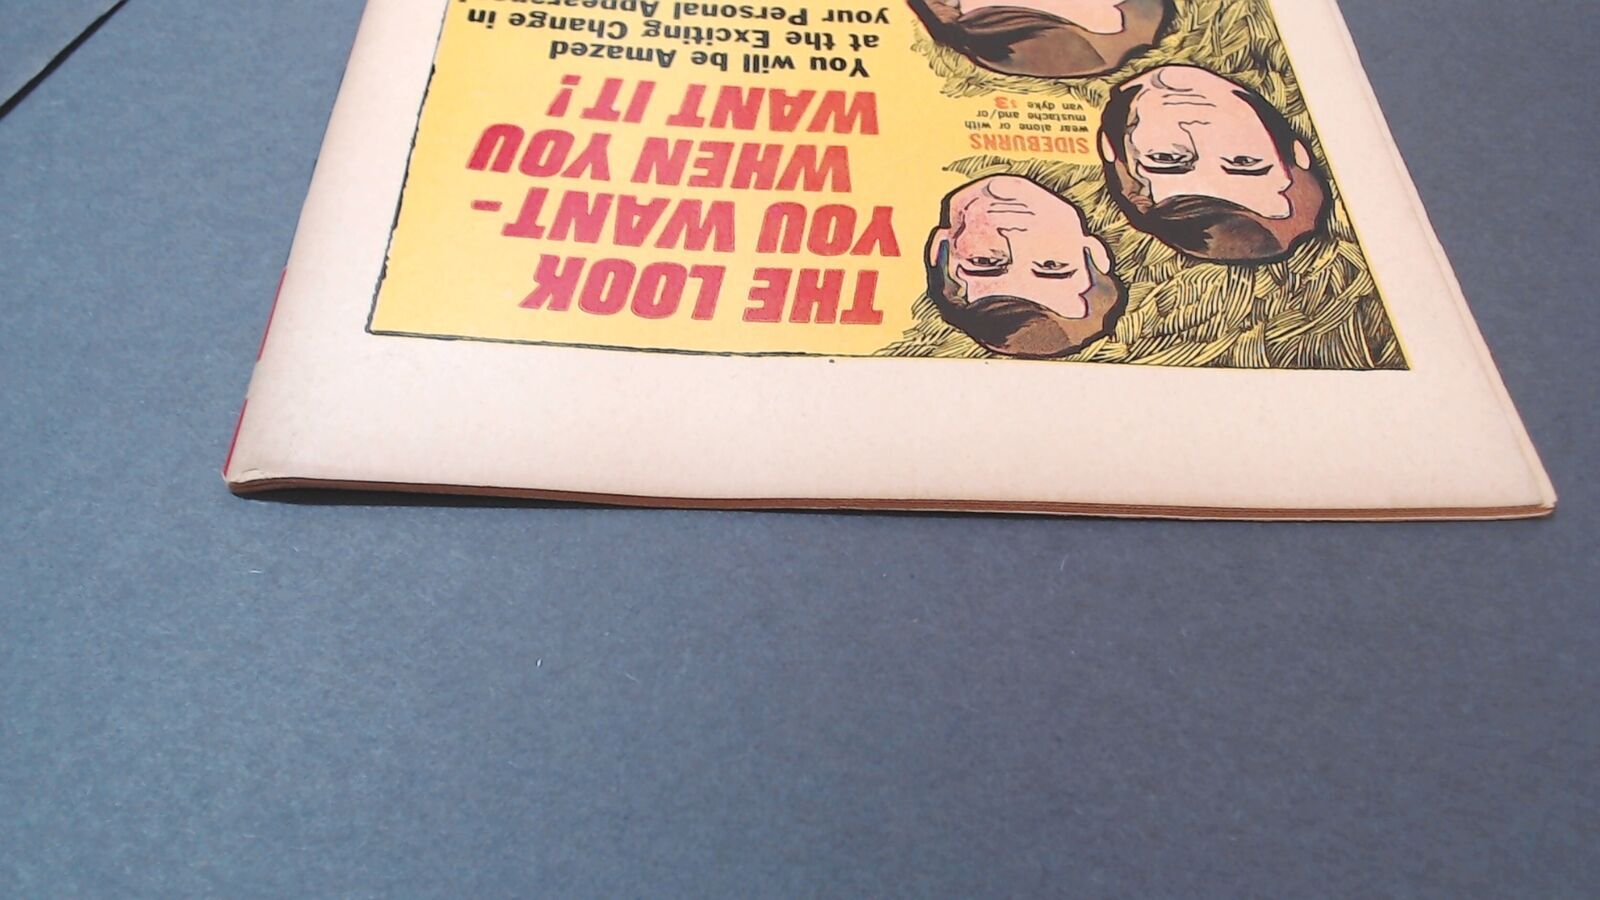 THE LOOK
YOU WANT-
WHEN YOU
WANT IT!
You will be Amazed
at the Exciting Change in
your Personal Appearance!
SIDEBURNS
wear alone or with
mustache and/or
van dyke $3